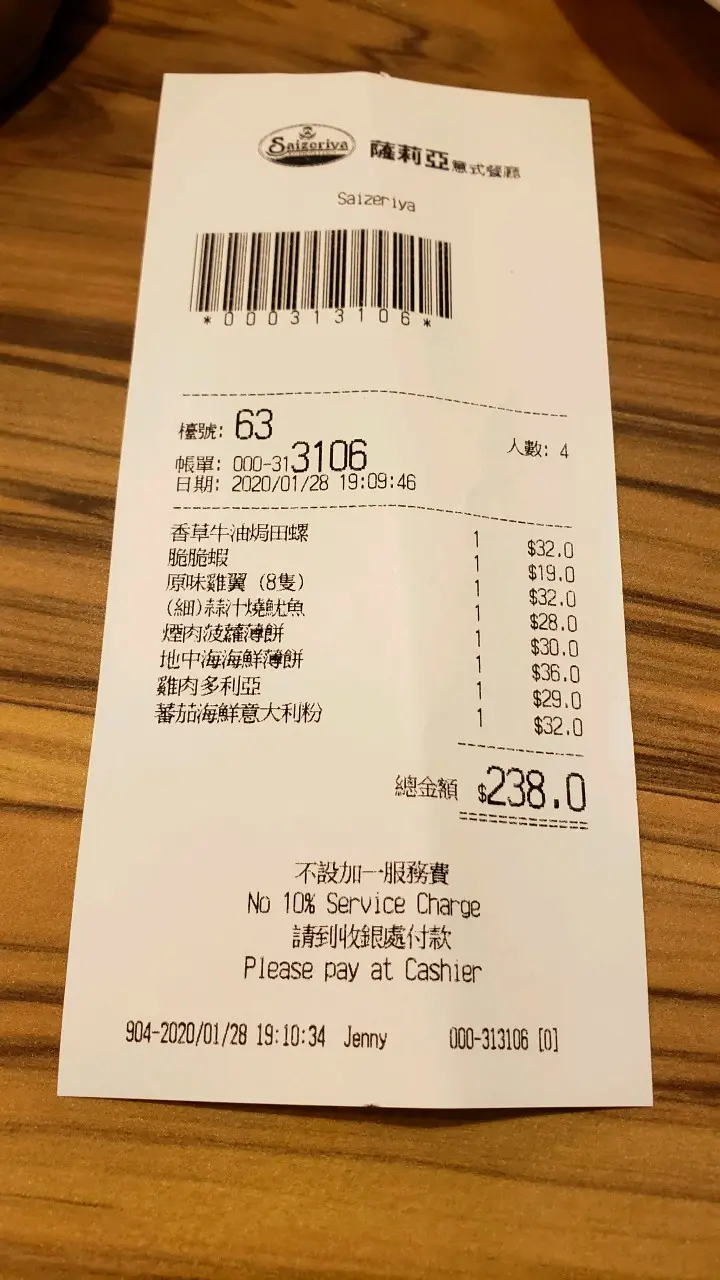 Saizeriya 薩莉亞意式餐廳
Saizeriya
*000313106*
檯號: 63
人數: 4
帳單: 000-313106
日期: 2020/01/28 19:09:46
香草牛油焗田螺 1 $32.0
脆脆蝦 1 $19.0
原味雞翼 (8隻) 1 $32.0
(細)蒜汁燒魷魚 1 $28.0
煙肉菠蘿薄餅 1 $30.0
地中海海鮮薄餅 1 $36.0
雞肉多利亞 1 $29.0
蕃茄海鮮意大利粉 1 $32.0
總金額 $238.0
不設加一服務費
No 10% Service Charge
請到收銀處付款
Please pay at Cashier
904-2020/01/28 19:10:34 Jenny 000-313106 [0]